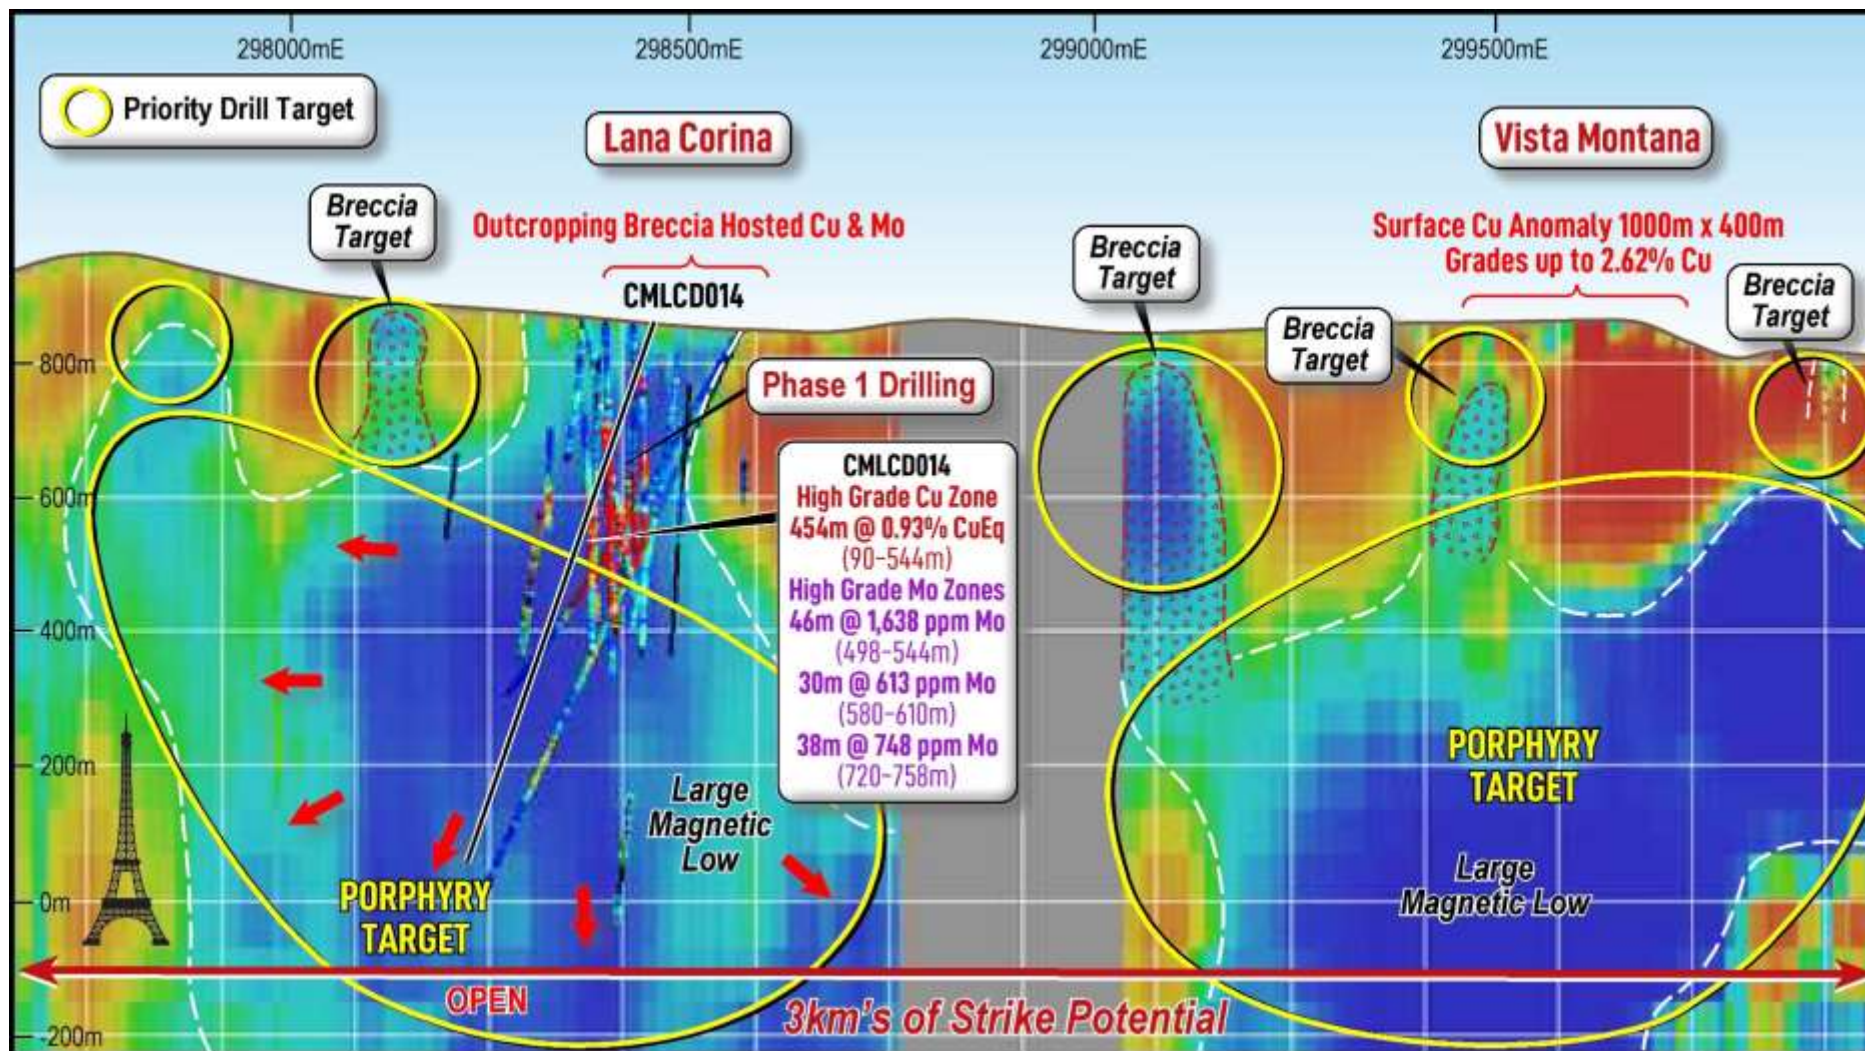 298000mE
298500mE
299000mE
299500mE
Priority Drill Target
Lana Corina
Vista Montana
Breccia
Target
Outcropping Breccia Hosted Cu & Mo
CMLCD014
Breccia
Target
Surface Cu Anomaly 1000m x 400m
Grades up to 2.62% Cu
Breccia
Target
Breccia
Target
800m
600m
400m
200m
0m
-200m
Phase 1 Drilling
CMLCD014
High Grade Cu Zone
454m @ 0.93% CuEq
(90-544m)
High Grade Mo Zones
46m @ 1,638 ppm Mo
(498-544m)
30m @ 613 ppm Mo
(580-610m)
38m @ 748 ppm Mo
(720-758m)
Large
Magnetic
Low
PORPHYRY
TARGET
PORPHYRY
TARGET
Large
Magnetic Low
OPEN
3km's of Strike Potential